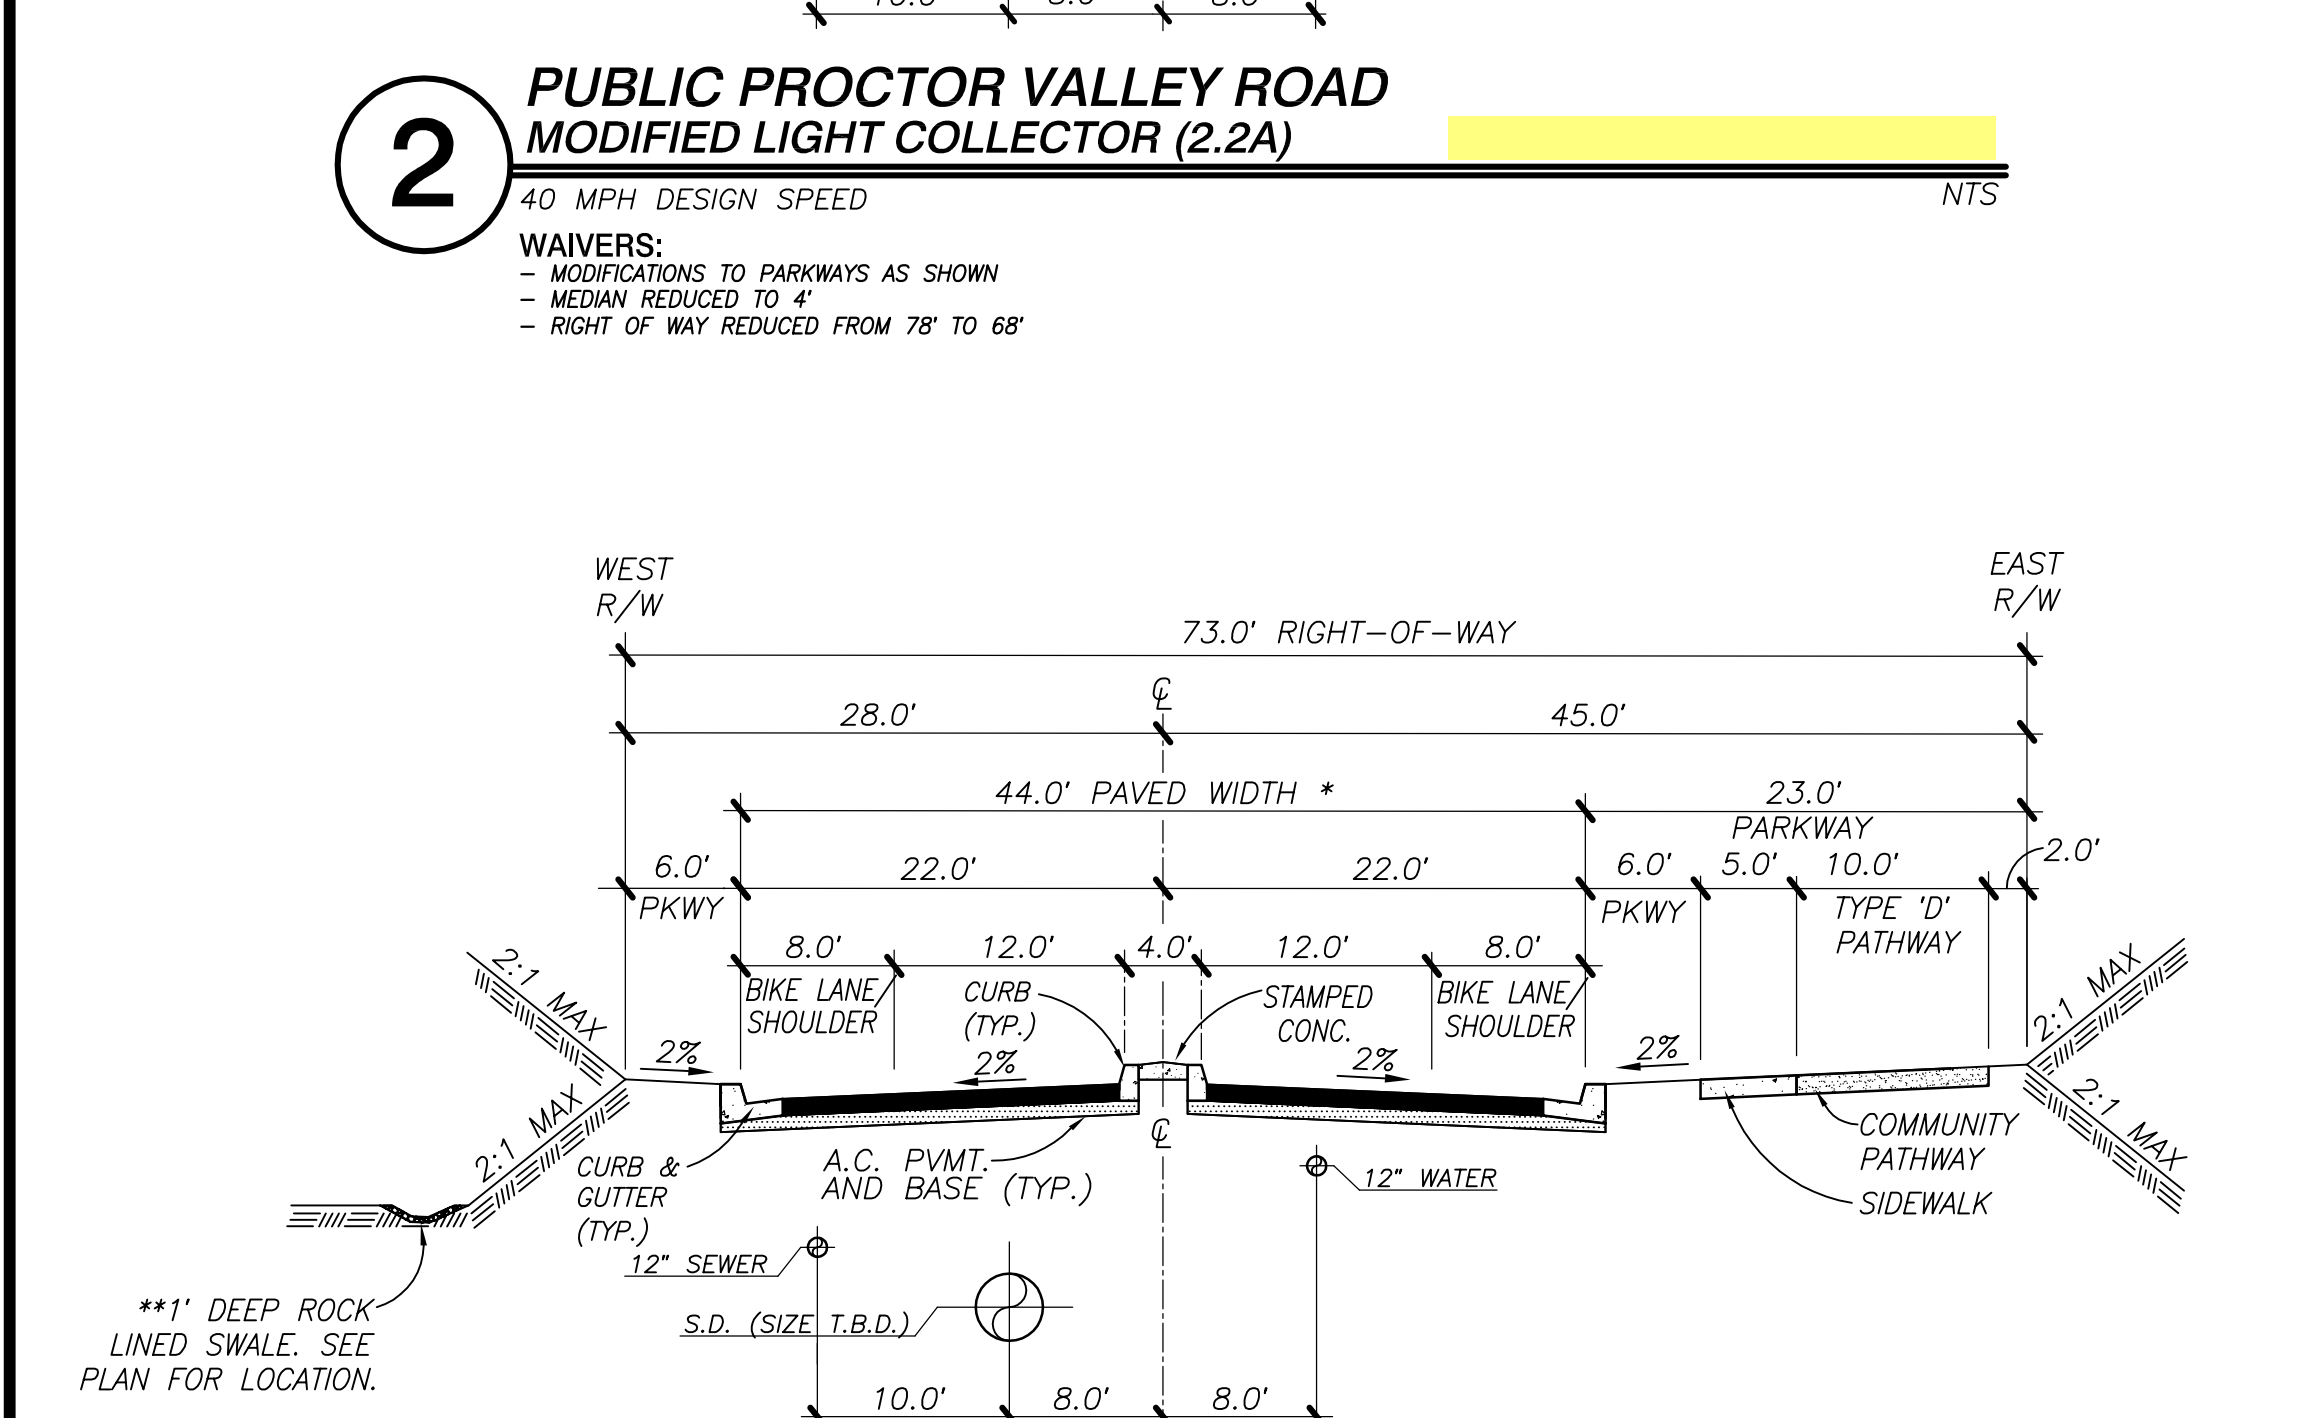 10.0' 8.0' 8.0'
2
PUBLIC PROCTOR VALLEY ROAD
MODIFIED LIGHT COLLECTOR (2.2A)
NTS
40 MPH DESIGN SPEED
WAIVERS:
– MODIFICATIONS TO PARKWAYS AS SHOWN
– MEDIAN REDUCED TO 4'
– RIGHT OF WAY REDUCED FROM 78' TO 68'
WEST
R/W
EAST
R/W
73.0' RIGHT–OF–WAY
℄
28.0' 45.0'
44.0' PAVED WIDTH * 23.0'
PARKWAY
6.0' 22.0' 22.0' 6.0' 5.0' 10.0' 2.0'
PKWY PKWY TYPE 'D'
PATHWAY
8.0' 12.0' 4.0' 12.0' 8.0'
BIKE LANE/
SHOULDER
CURB
(TYP.)
STAMPED
CONC.
BIKE LANE/
SHOULDER
2:1 MAX
2:1 MAX
2% 2% 2% 2%
2:1 MAX
2:1 MAX
℄
CURB &
GUTTER
(TYP.)
A.C. PVMT.
AND BASE (TYP.)
12" WATER
COMMUNITY
PATHWAY
SIDEWALK
12" SEWER
S.D. (SIZE T.B.D.)
**1' DEEP ROCK
LINED SWALE. SEE
PLAN FOR LOCATION.
10.0' 8.0' 8.0'